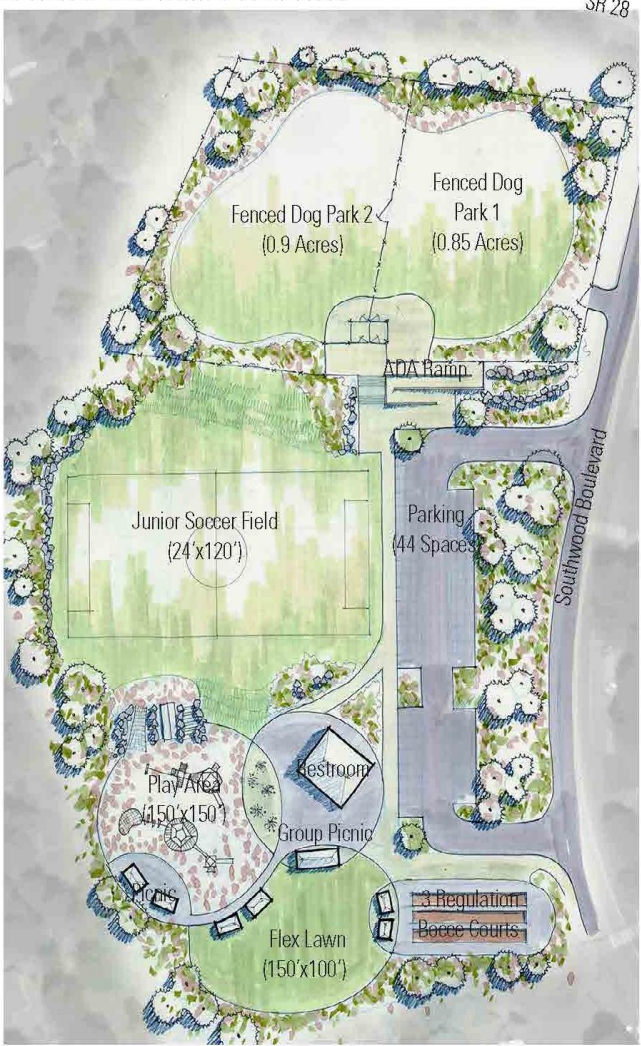 SR 28
Fenced Dog
Park 1
(0.85 Acres)
Fenced Dog Park 2
(0.9 Acres)
ADA Ramp
Junior Soccer Field
(24'x120')
Parking
(44 Spaces
Southwood Boulevard
Restroom
Play Area
(150'x150')
Group Picnic
Picnic
3 Regulation
Bocce Courts
Flex Lawn
(150'x100')